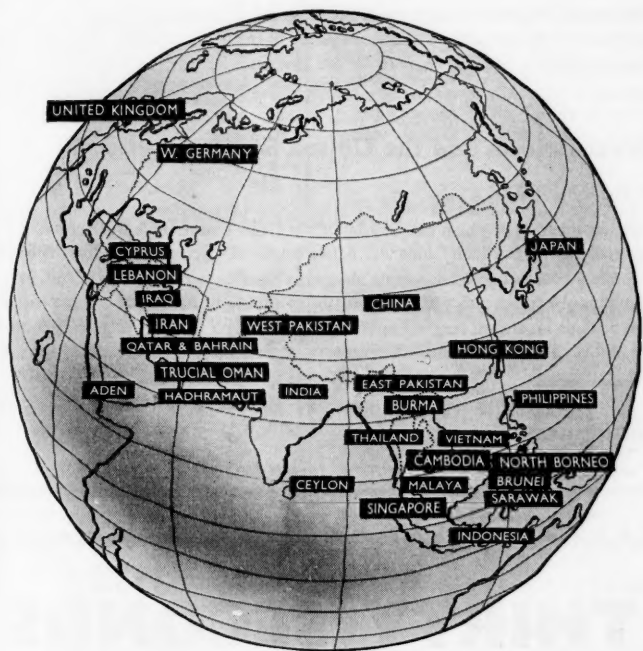 UNITED KINGDOM
W. GERMANY
CYPRUS
JAPAN
LEBANON
IRAQ
CHINA
IRAN
WEST PAKISTAN
QATAR & BAHRAIN
HONG KONG
TRUCIAL OMAN
EAST PAKISTAN
ADEN
HADHRAMAUT
INDIA
PHILIPPINES
BURMA
THAILAND
VIETNAM
CAMBODIA
NORTH BORNEO
CEYLON
MALAYA
BRUNEI
SARAWAK
SINGAPORE
INDONESIA